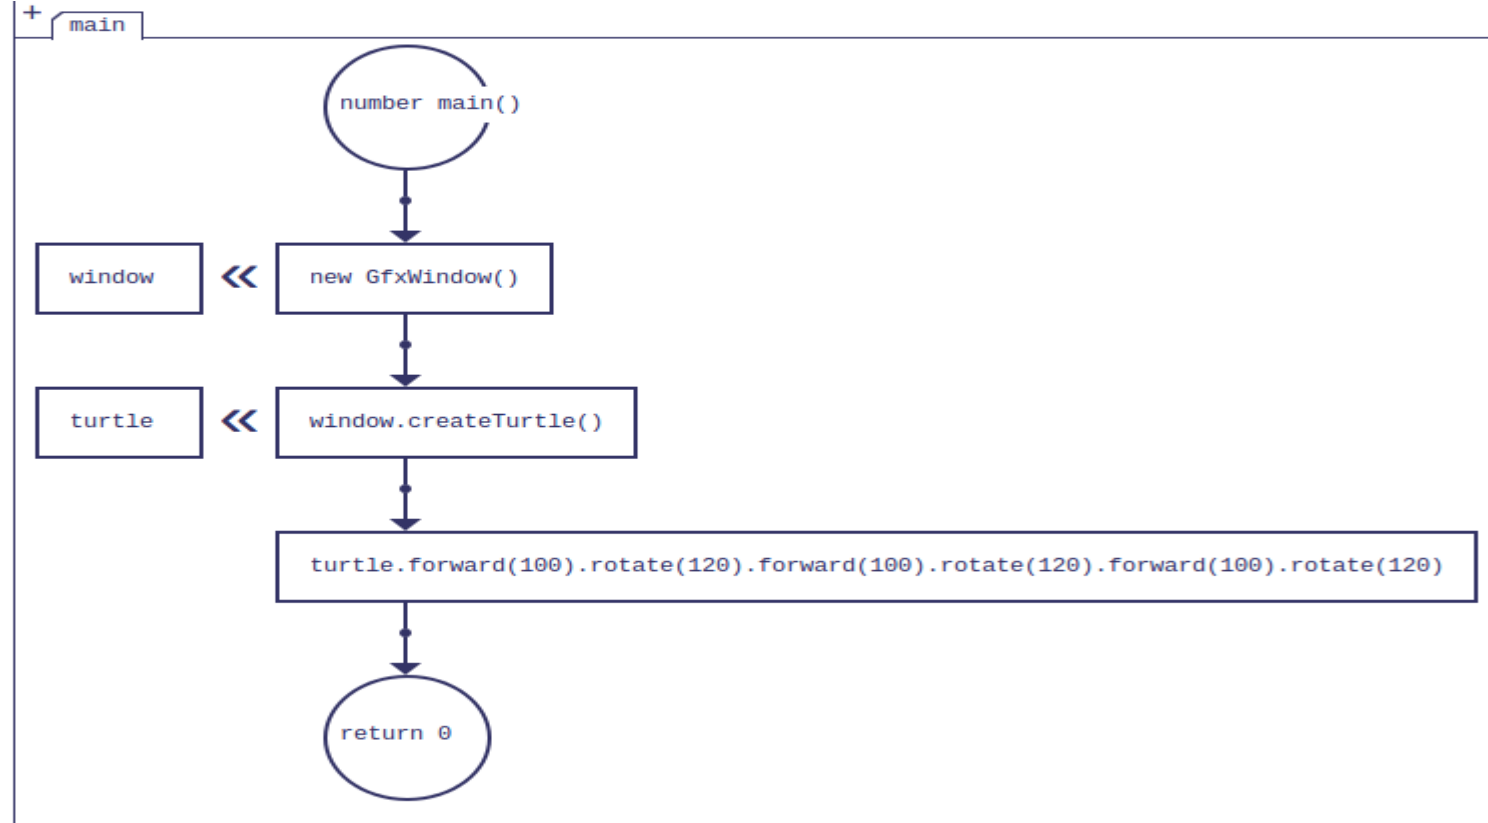 + main
number main()
window << new GfxWindow()
turtle << window.createTurtle()
turtle.forward(100).rotate(120).forward(100).rotate(120).forward(100).rotate(120)
return 0